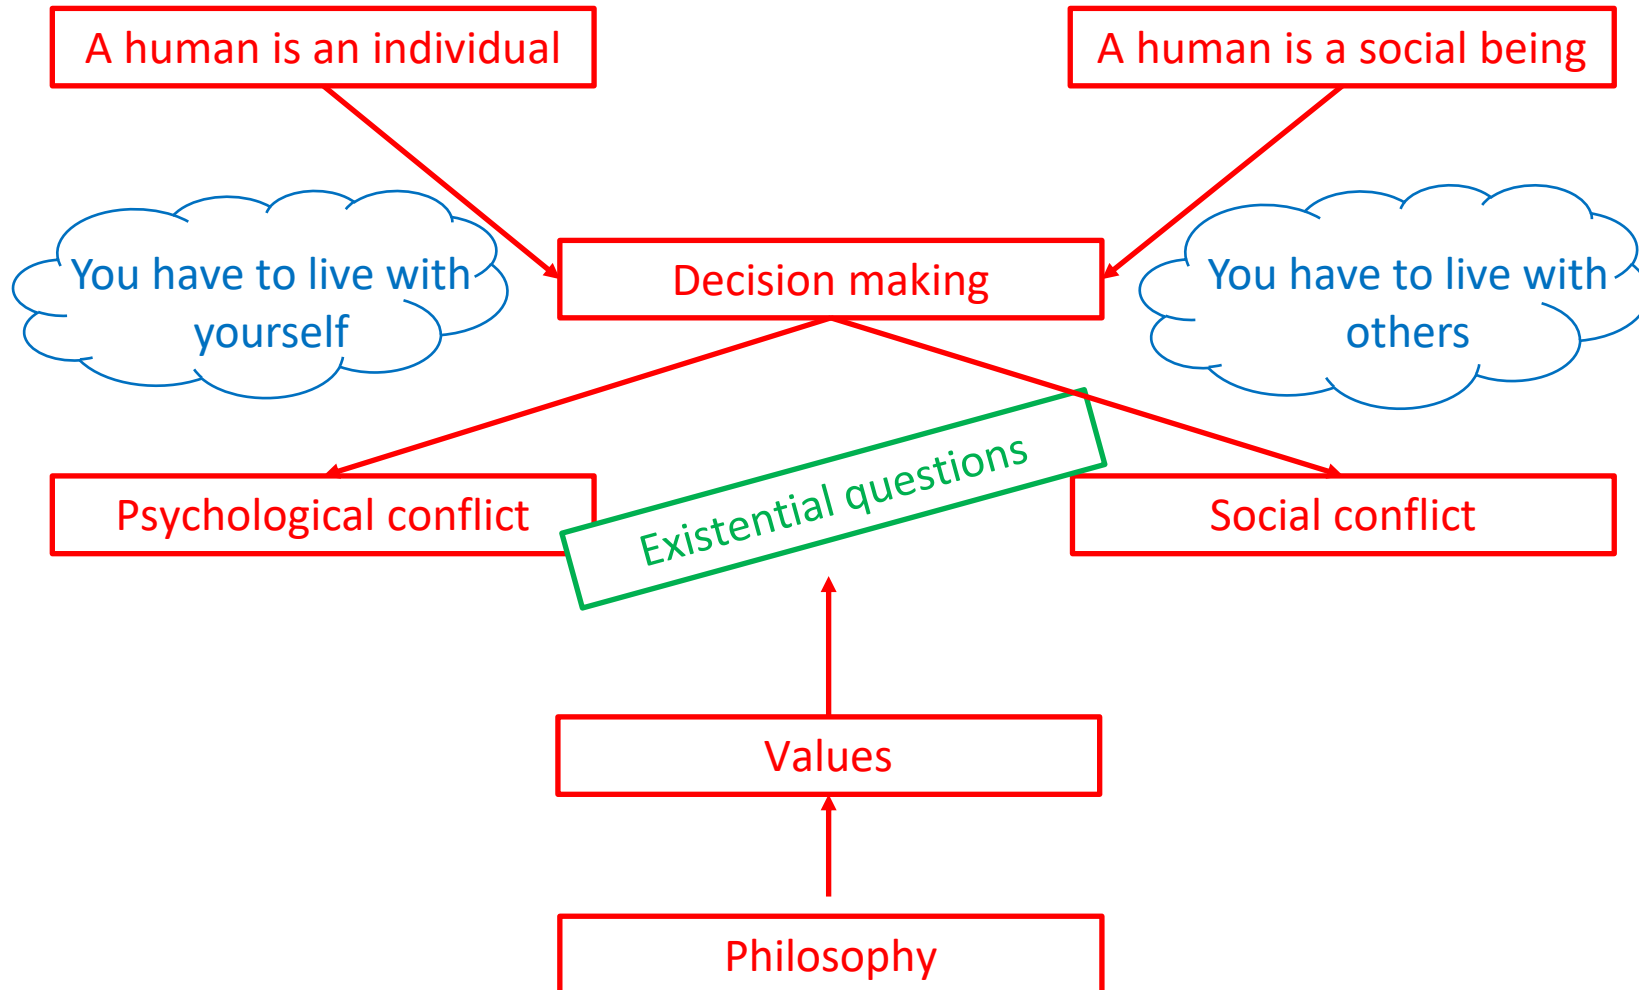 A human is an individual
A human is a social being
You have to live with
yourself
Decision making
You have to live with
others
Psychological conflict
Existential questions
Social conflict
Values
Philosophy